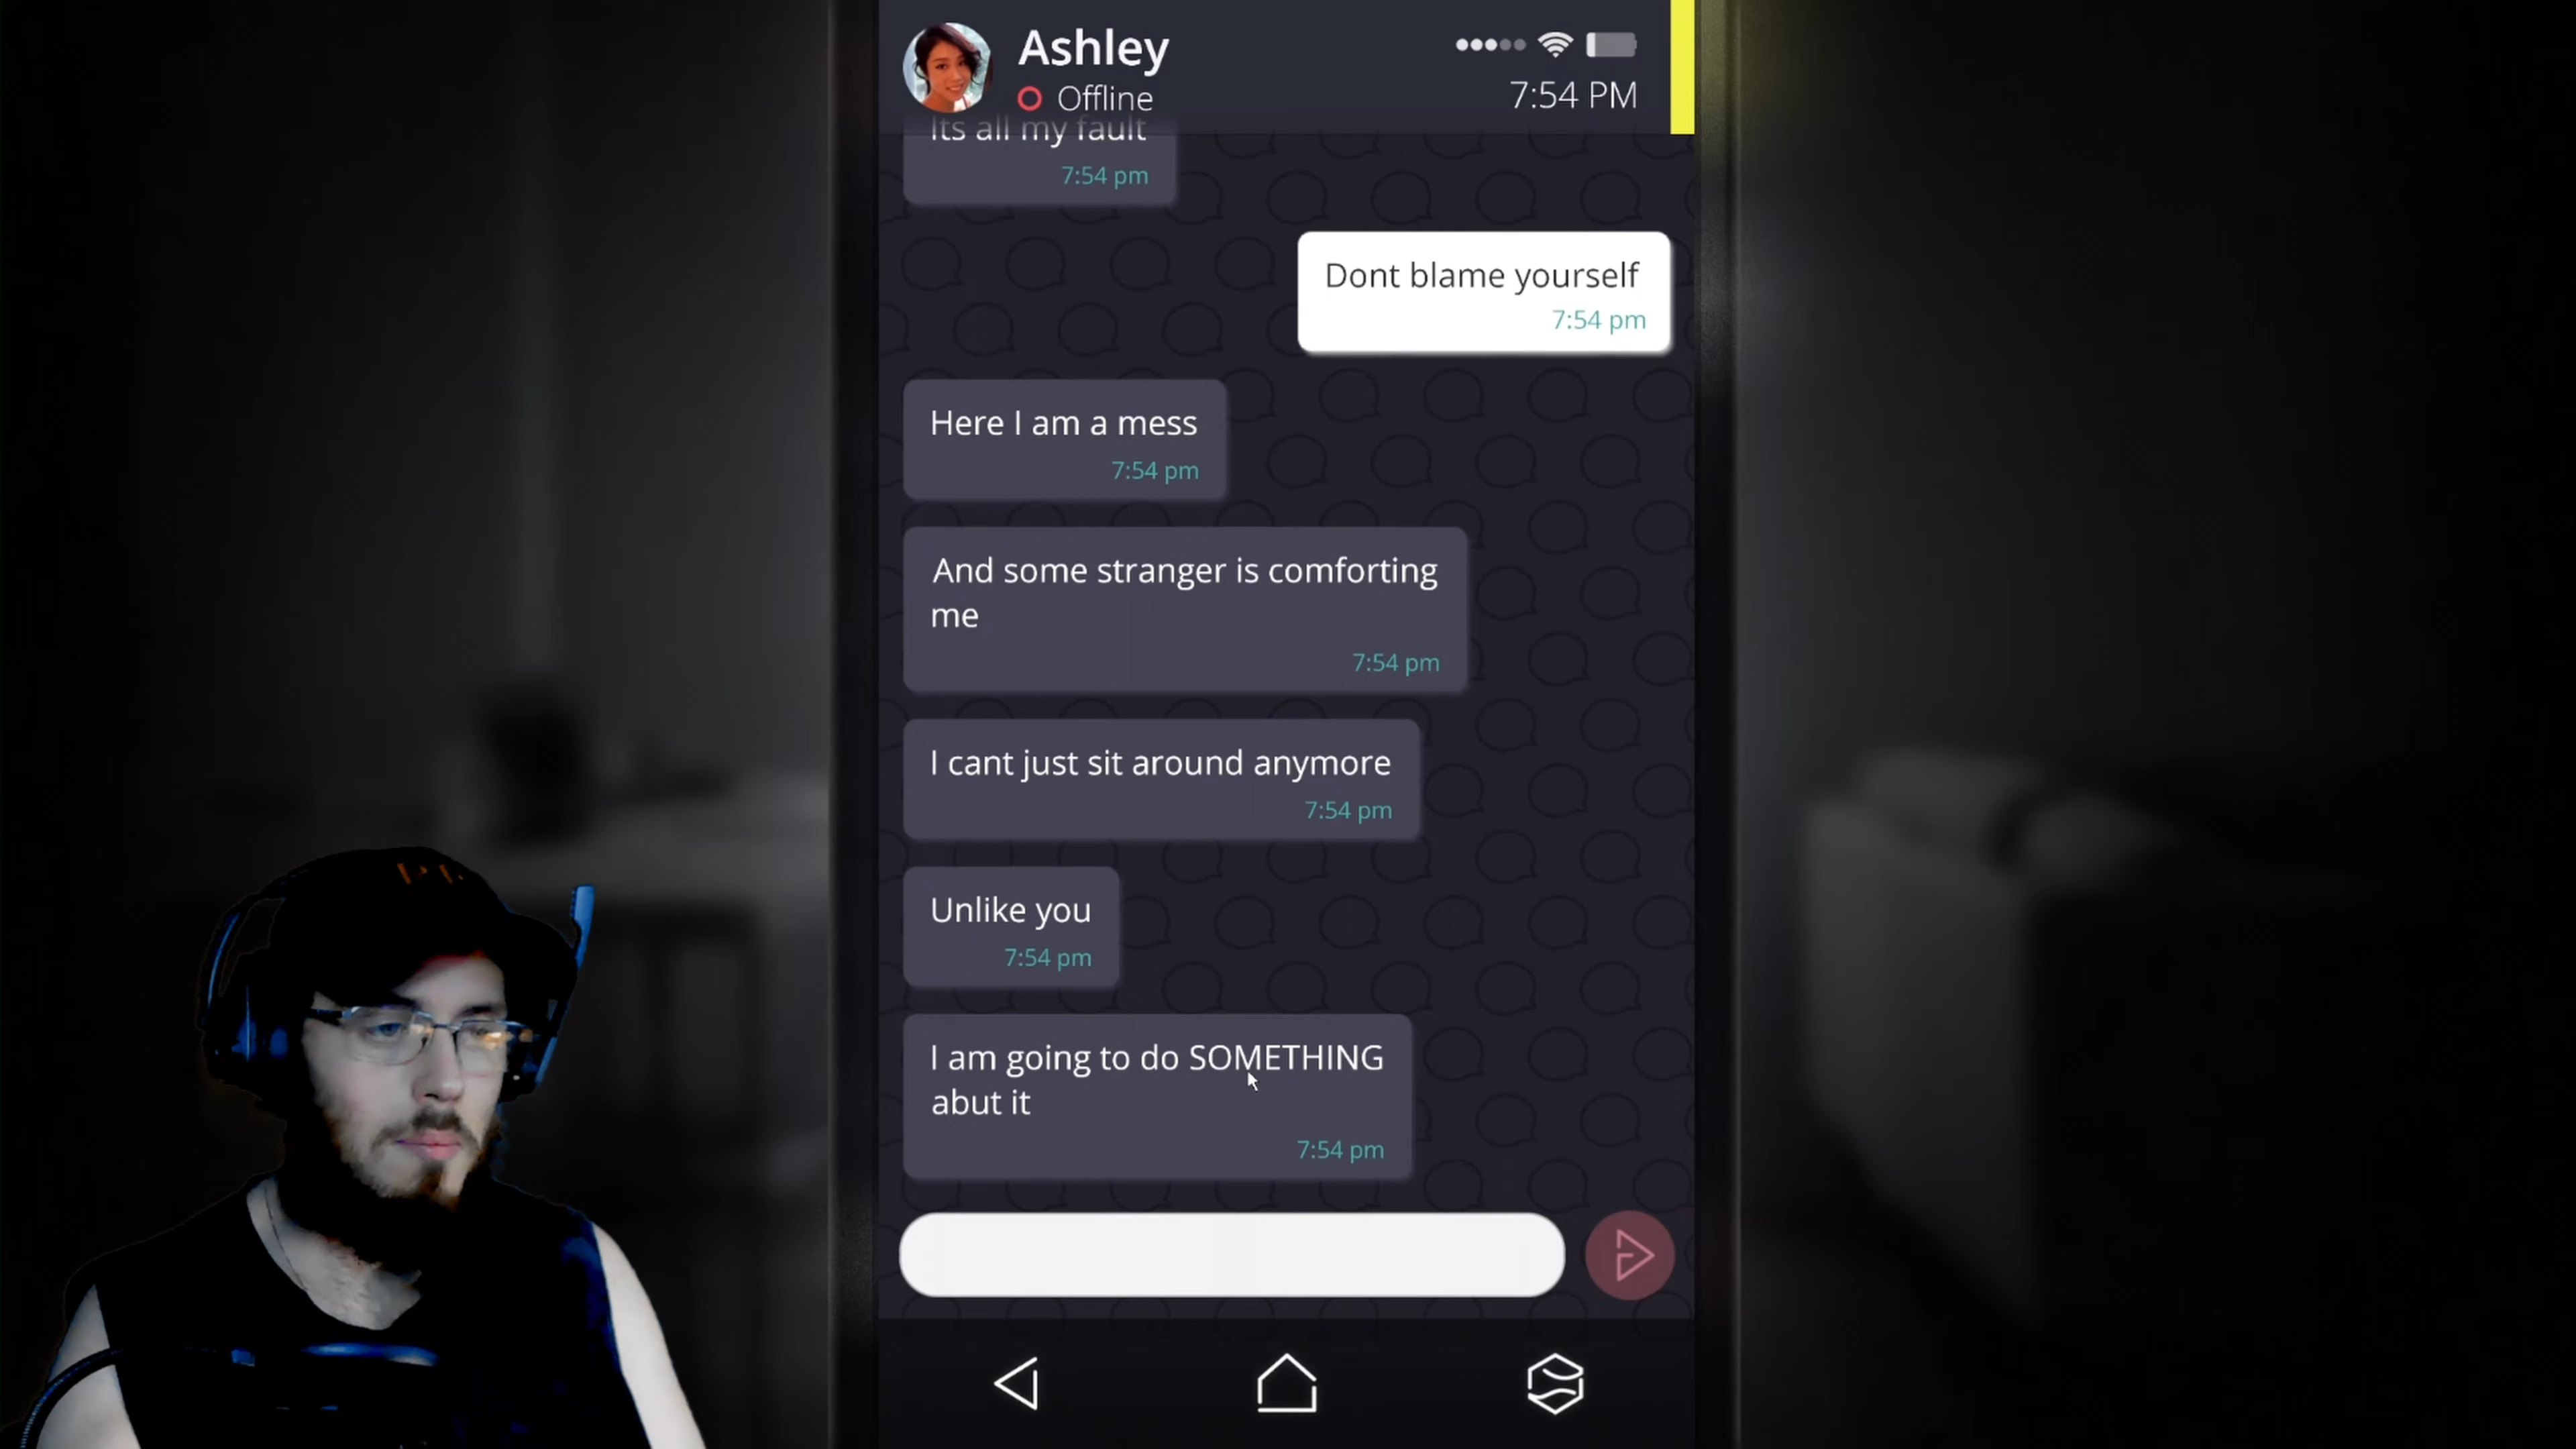 Ashley
Offline
7:54 PM
Its all my fault
7:54 pm
Dont blame yourself
7:54 pm
Here I am a mess
7:54 pm
And some stranger is comforting
me
7:54 pm
I cant just sit around anymore
7:54 pm
Unlike you
7:54 pm
I am going to do SOMETHING
abut it
7:54 pm